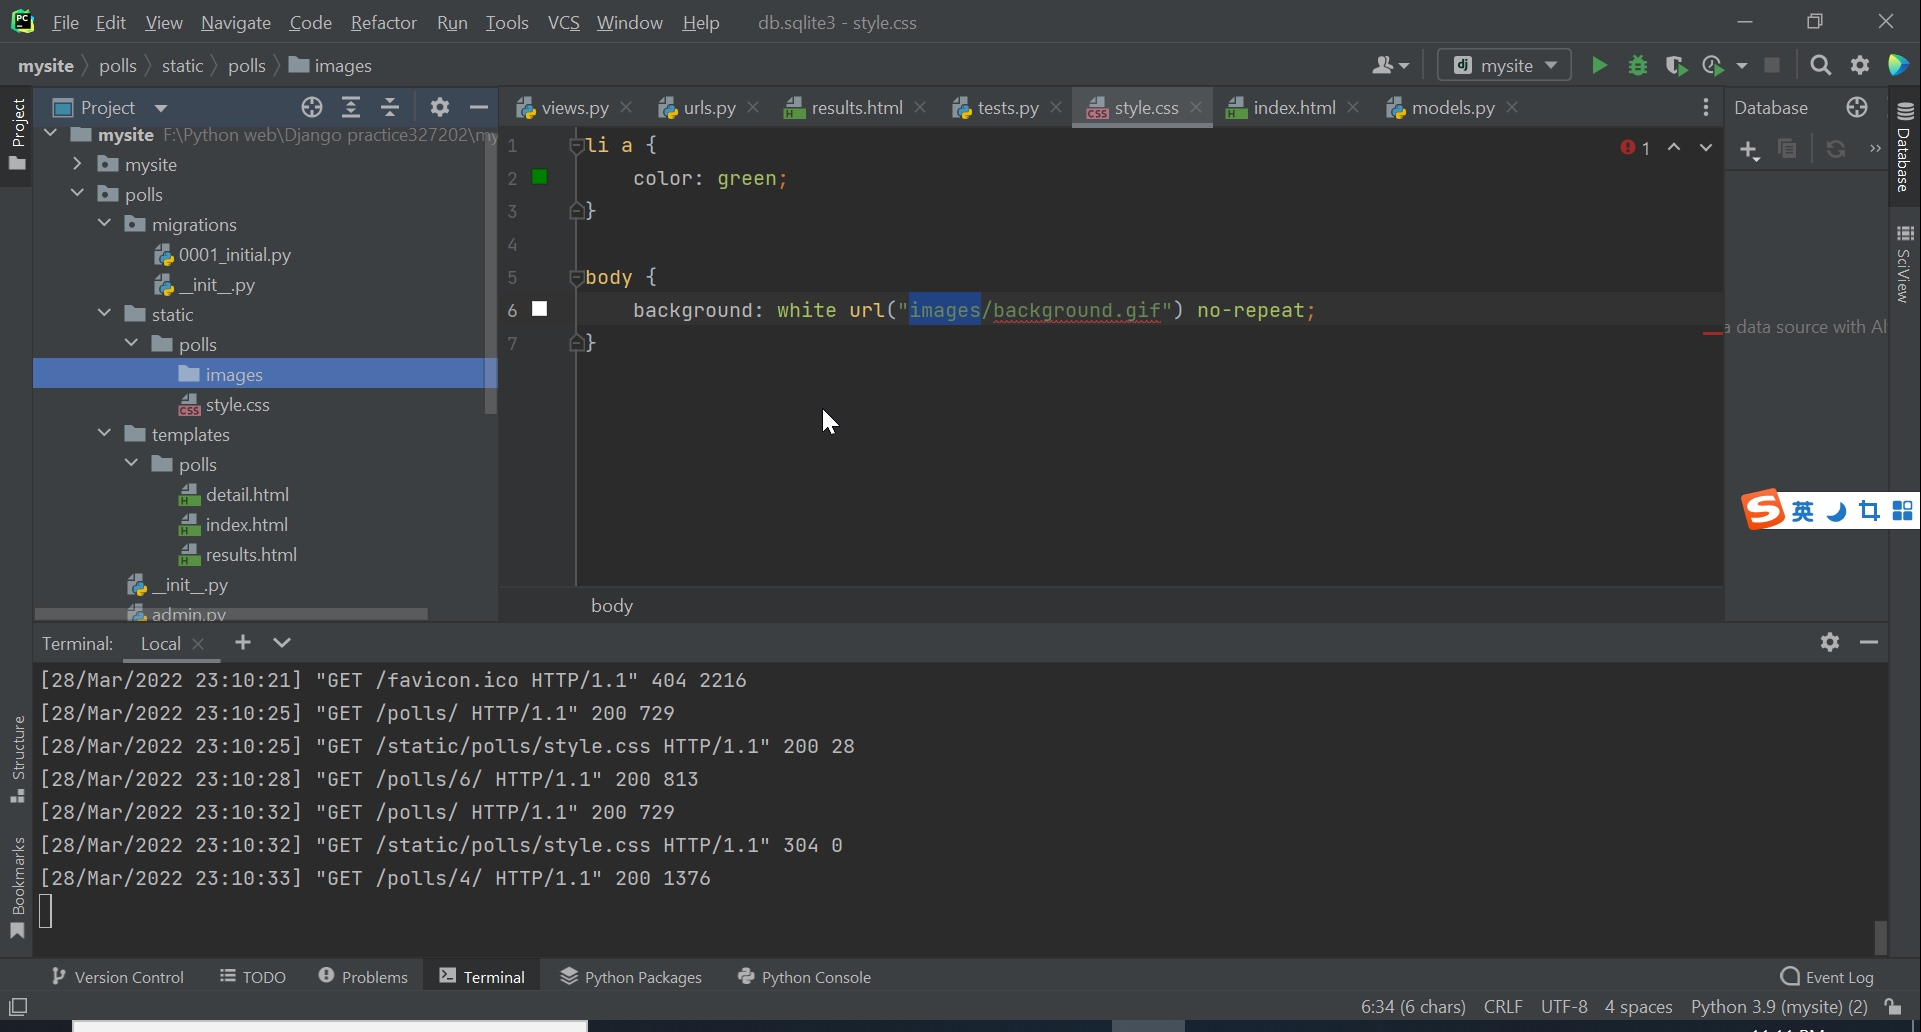 File Edit View Navigate Code Refactor Run Tools VCS Window Help db.sqlite3 - style.css
mysite polls static polls images
mysite
Project
views.py urls.py results.html tests.py style.css index.html models.py
Database
Project
mysite F:\Python web\Django practice327202\my
mysite
polls
migrations
0001_initial.py
__init__.py
static
polls
images
style.css
templates
polls
detail.html
index.html
results.html
__init__.py
admin.py
1 li a {
2 color: green;
3 }
4
5 body {
6 background: white url("images/background.gif") no-repeat;
7 }
1
body
a data source with Al
Database
SciView
英
Terminal: Local
[28/Mar/2022 23:10:21] "GET /favicon.ico HTTP/1.1" 404 2216
[28/Mar/2022 23:10:25] "GET /polls/ HTTP/1.1" 200 729
[28/Mar/2022 23:10:25] "GET /static/polls/style.css HTTP/1.1" 200 28
[28/Mar/2022 23:10:28] "GET /polls/6/ HTTP/1.1" 200 813
[28/Mar/2022 23:10:32] "GET /polls/ HTTP/1.1" 200 729
[28/Mar/2022 23:10:32] "GET /static/polls/style.css HTTP/1.1" 304 0
[28/Mar/2022 23:10:33] "GET /polls/4/ HTTP/1.1" 200 1376
Structure
Bookmarks
Version Control TODO Problems Terminal Python Packages Python Console Event Log
6:34 (6 chars) CRLF UTF-8 4 spaces Python 3.9 (mysite) (2)